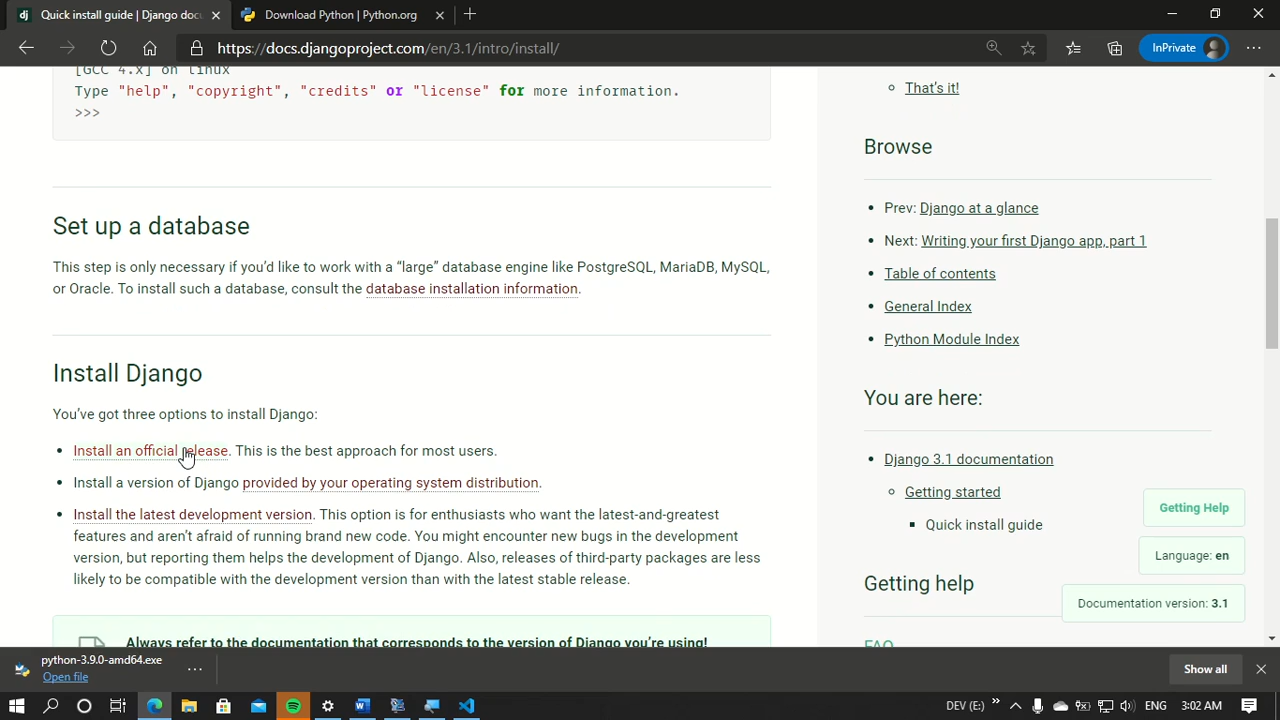 Quick install guide | Django docu
Download Python | Python.org
https://docs.djangoproject.com/en/3.1/intro/install/
InPrivate
[GCC 4.x] on linux
Type "help", "copyright", "credits" or "license" for more information.
>>>
Set up a database
This step is only necessary if you'd like to work with a “large” database engine like PostgreSQL, MariaDB, MySQL,
or Oracle. To install such a database, consult the database installation information.
Install Django
You've got three options to install Django:
Install an official release. This is the best approach for most users.
Install a version of Django provided by your operating system distribution.
Install the latest development version. This option is for enthusiasts who want the latest-and-greatest
features and aren't afraid of running brand new code. You might encounter new bugs in the development
version, but reporting them helps the development of Django. Also, releases of third-party packages are less
likely to be compatible with the development version than with the latest stable release.
Always refer to the documentation that corresponds to the version of Django you're using!
That's it!
Browse
Prev: Django at a glance
Next: Writing your first Django app, part 1
Table of contents
General Index
Python Module Index
You are here:
Django 3.1 documentation
Getting started
Quick install guide
Getting help
FAQ
Getting Help
Language: en
Documentation version: 3.1
python-3.9.0-amd64.exe
Open file
Show all
DEV (E:)
ENG
3:02 AM